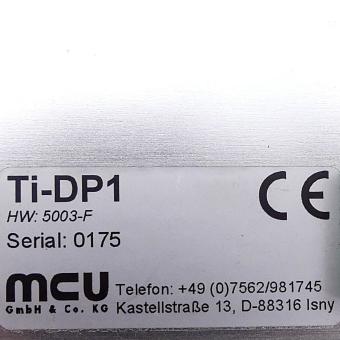 Ti-DP1
CE
HW: 5003-F
Serial: 0175
mcu
GmbH & Co. KG
Telefon: +49 (0)7562/981745
Kastellstraße 13, D-88316 Isny